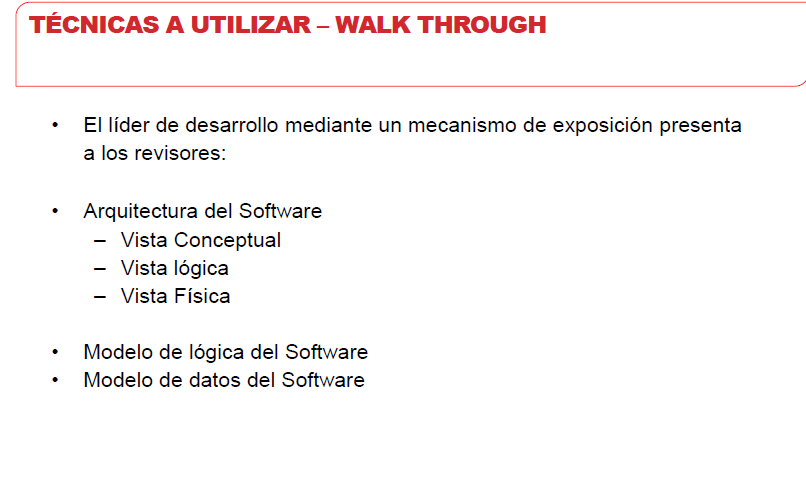 TÉCNICAS A UTILIZAR – WALK THROUGH
• El líder de desarrollo mediante un mecanismo de exposición presenta
a los revisores:
• Arquitectura del Software
– Vista Conceptual
– Vista lógica
– Vista Física
• Modelo de lógica del Software
• Modelo de datos del Software